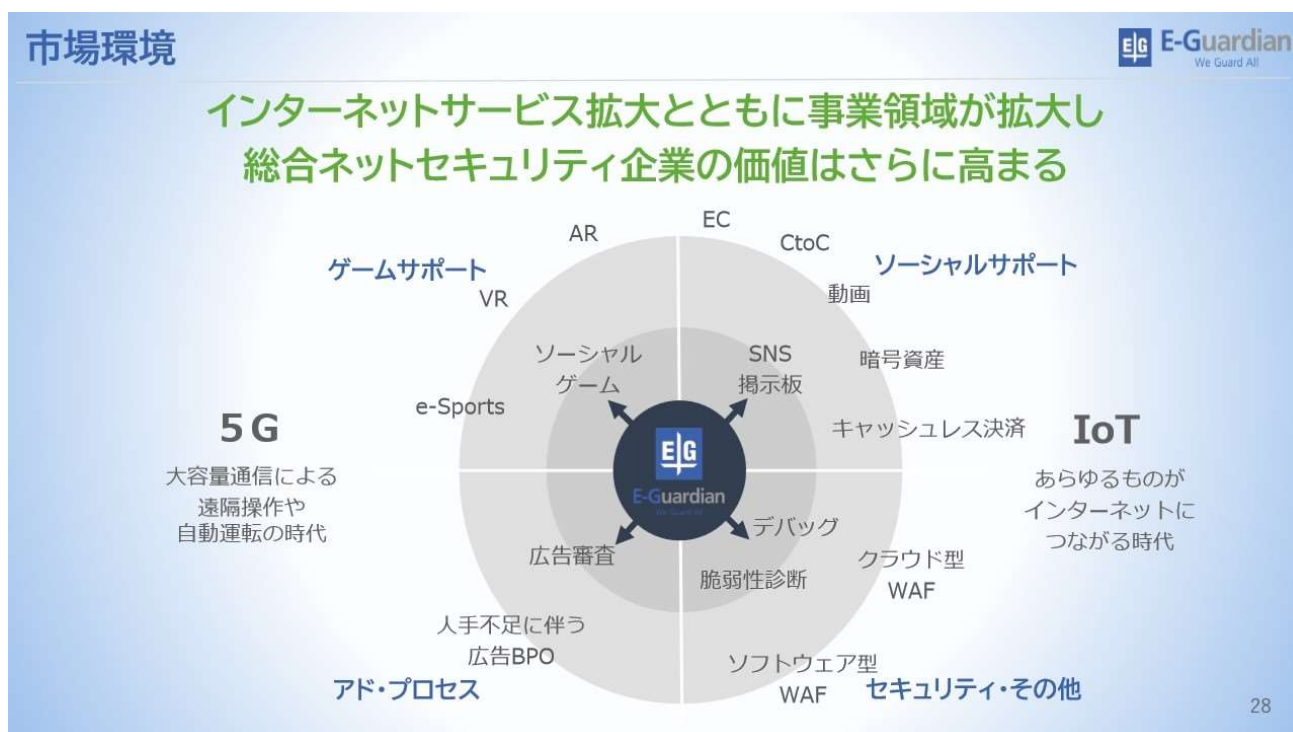 市場環境
E|G E-Guardian
We Guard All
インターネットサービス拡大とともに事業領域が拡大し
総合ネットセキュリティ企業の価値はさらに高まる
ゲームサポート
AR
VR
e-Sports
ソーシャル
ゲーム
EC
CtoC
ソーシャルサポート
動画
暗号資産
キャッシュレス決済
SNS
掲示板
5G
大容量通信による
遠隔操作や
自動運転の時代
E|G
E-Guardian
We Guard All
IoT
あらゆるものが
インターネットに
つながる時代
広告審査
人手不足に伴う
広告BPO
アド・プロセス
デバッグ
脆弱性診断
クラウド型
WAF
ソフトウェア型
WAF
セキュリティ・その他
28